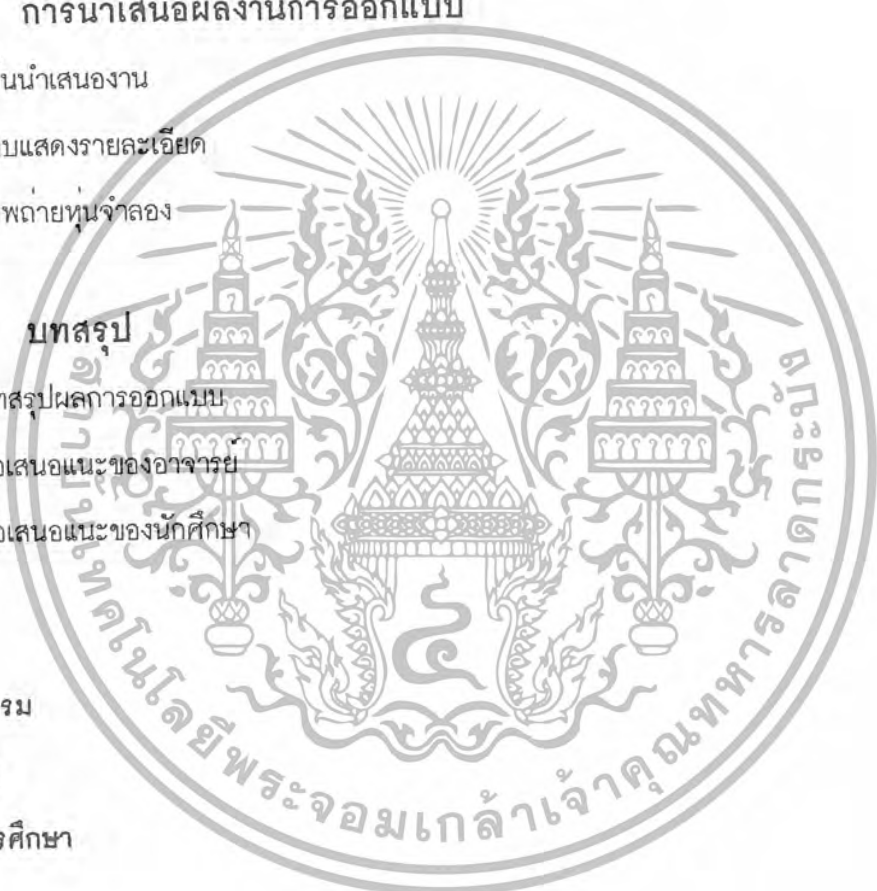 การนำเสนอผลงานการออกแบบ
นนำเสนองาน
บแสดงรายละเอียด
พถ่ายหุ่นจำลอง
บทสรุป
ทสรุปผลการออกแบบ
อเสนอแนะของอาจารย์
อเสนอแนะของนักศึกษา
รม
รศึกษา
สถาบันเทคโนโลยีพระจอมเกล้าเจ้าคุณทหารลาดกระบัง
๔